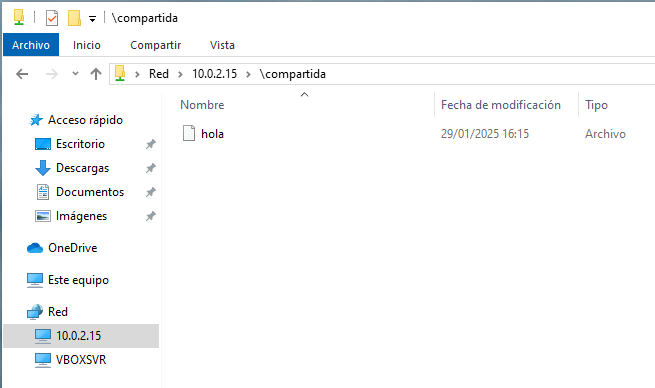 \compartida
Archivo Inicio Compartir Vista
Red 10.0.2.15 \compartida
Nombre Fecha de modificación Tipo
Acceso rápido
Escritorio
Descargas
Documentos
Imágenes
OneDrive
Este equipo
Red
10.0.2.15
VBOXSVR
hola 29/01/2025 16:15 Archivo